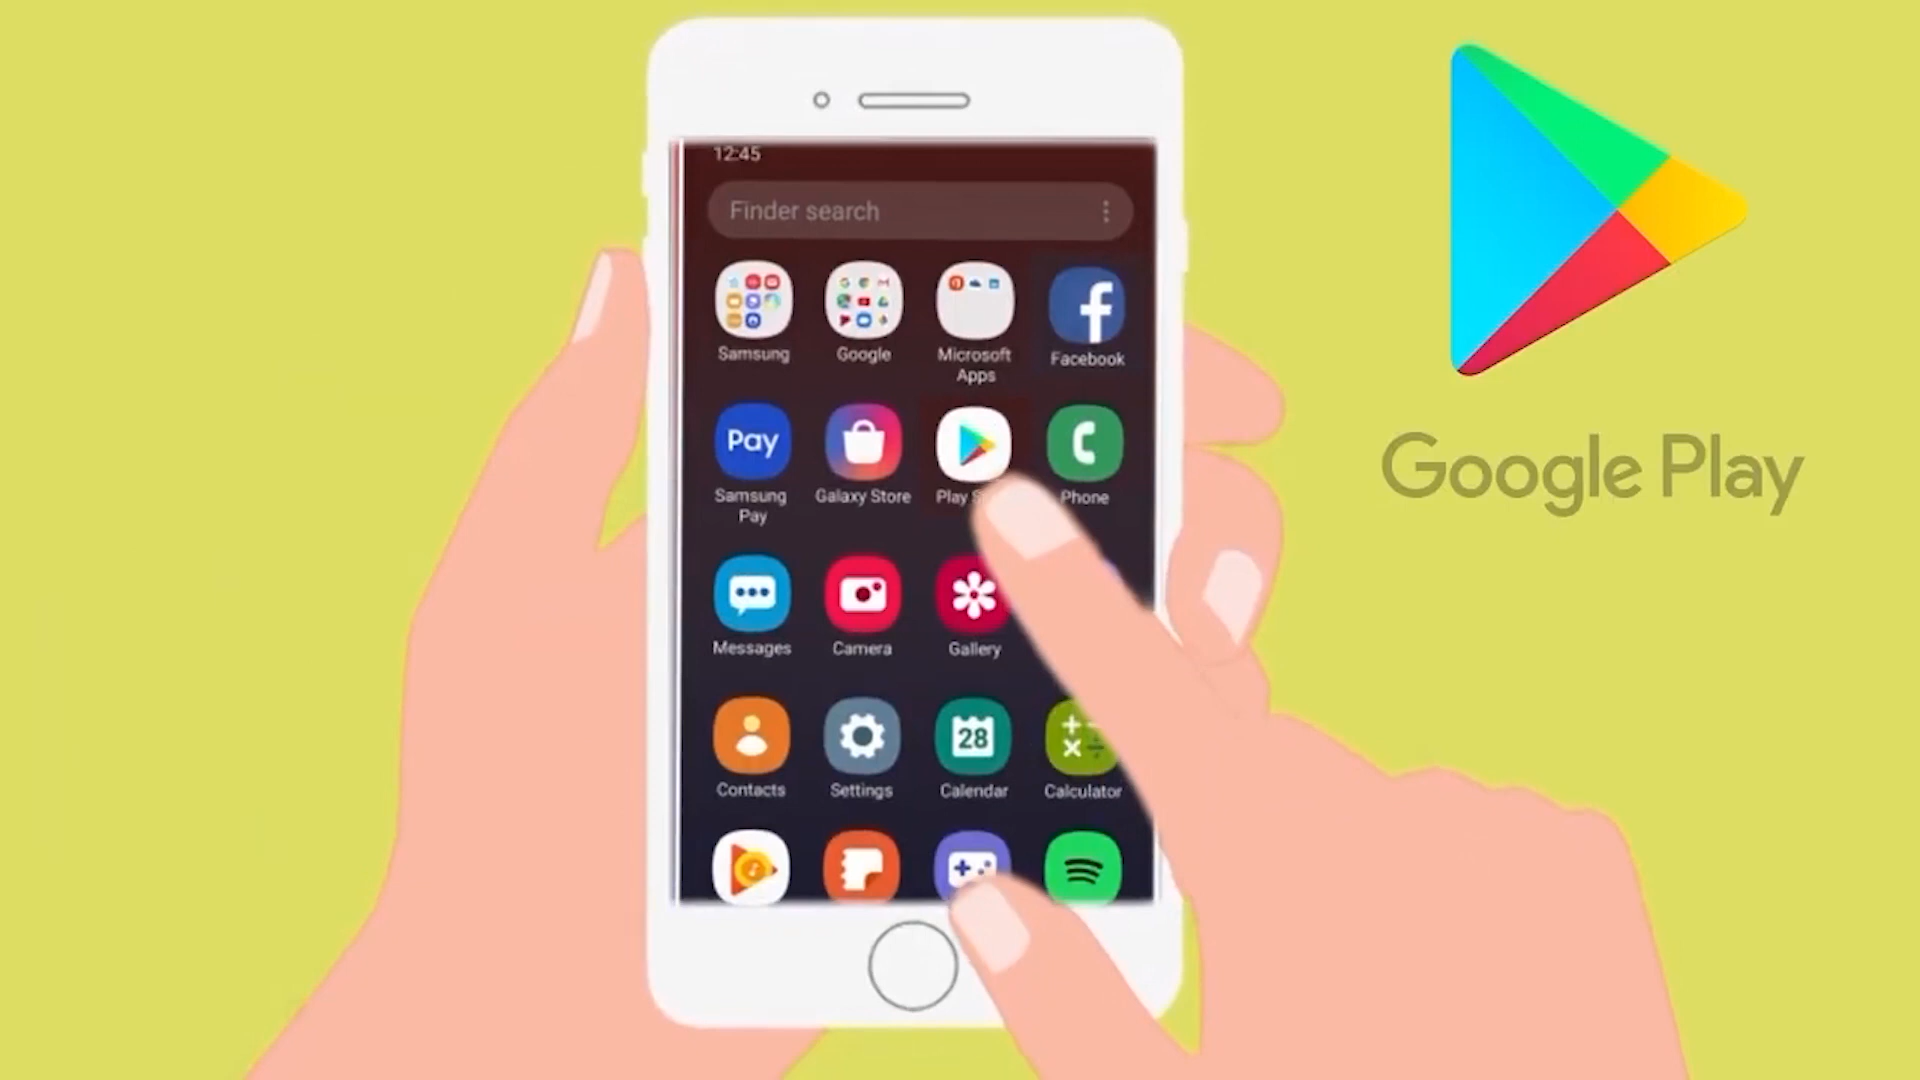 12:45
Finder search
Samsung
Google
Microsoft
Apps
Facebook
Pay
Samsung
Pay
Galaxy Store
Play
Phone
Messages
Camera
Gallery
Contacts
Settings
28
Calendar
Calculator
Google Play